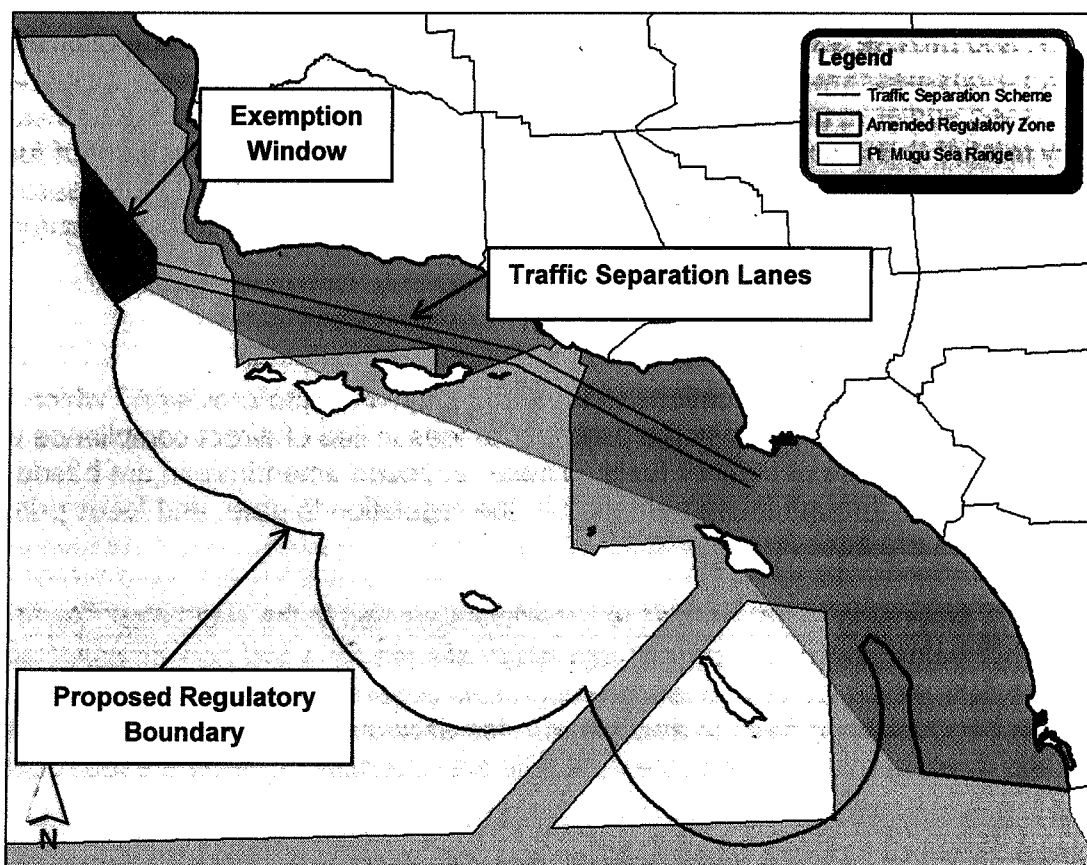 Legend
Traffic Separation Scheme
Amended Regulatory Zone
Pt. Mugu Sea Range
Exemption
Window
Traffic Separation Lanes
Proposed Regulatory
Boundary
N